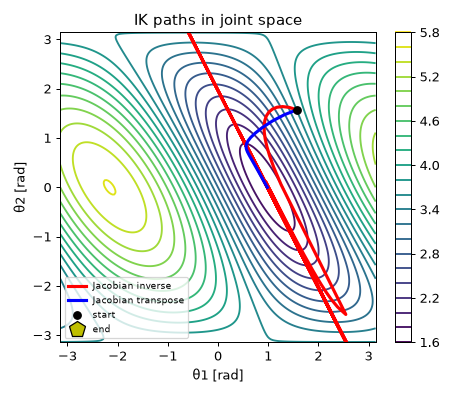 IK paths in joint space
3
2
1
0
−1
−2
−3
θ2 [rad]
−3 −2 −1 0 1 2 3
θ1 [rad]
Jacobian inverse
Jacobian transpose
start
end
5.8
5.2
4.6
4.0
3.4
2.8
2.2
1.6